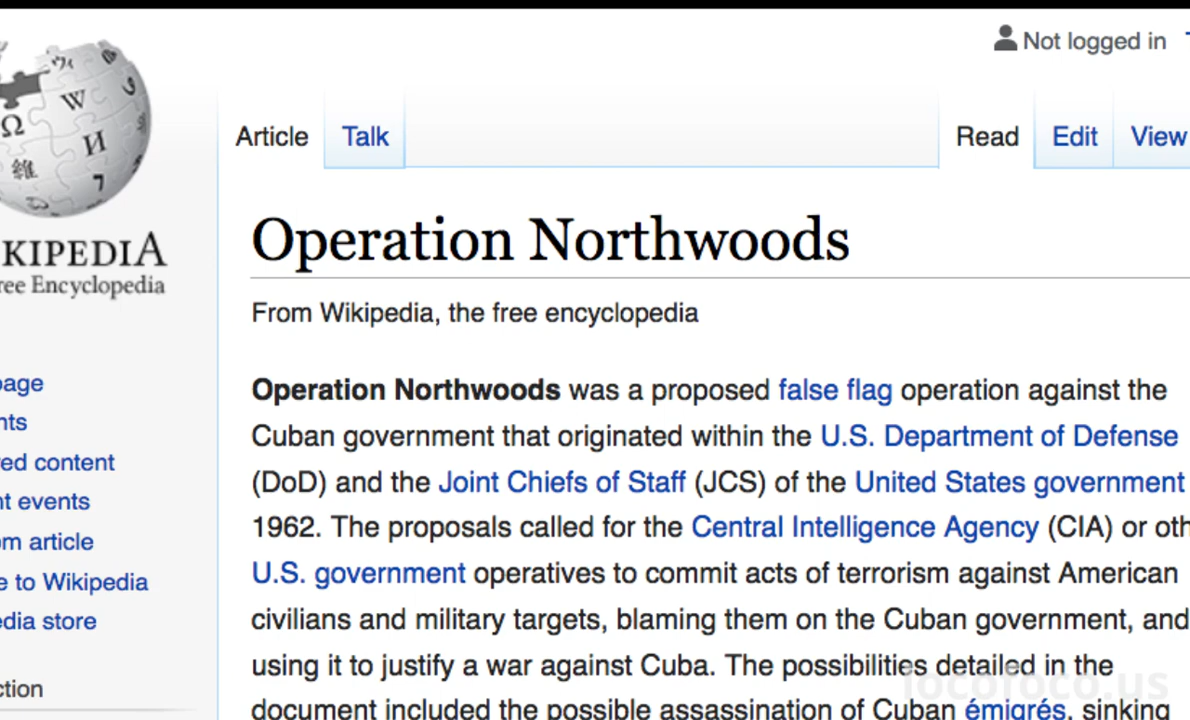 Not logged in
Article Talk Read Edit View
KIPEDIA
ree Encyclopedia
Operation Northwoods
From Wikipedia, the free encyclopedia
Operation Northwoods was a proposed false flag operation against the
Cuban government that originated within the U.S. Department of Defense
(DoD) and the Joint Chiefs of Staff (JCS) of the United States government
1962. The proposals called for the Central Intelligence Agency (CIA) or oth
U.S. government operatives to commit acts of terrorism against American
civilians and military targets, blaming them on the Cuban government, and
using it to justify a war against Cuba. The possibilities detailed in the
document included the possible assassination of Cuban émigrés, sinking
page
nts
red content
nt events
om article
e to Wikipedia
edia store
ction
locofoco.us
Ω W И 維 7